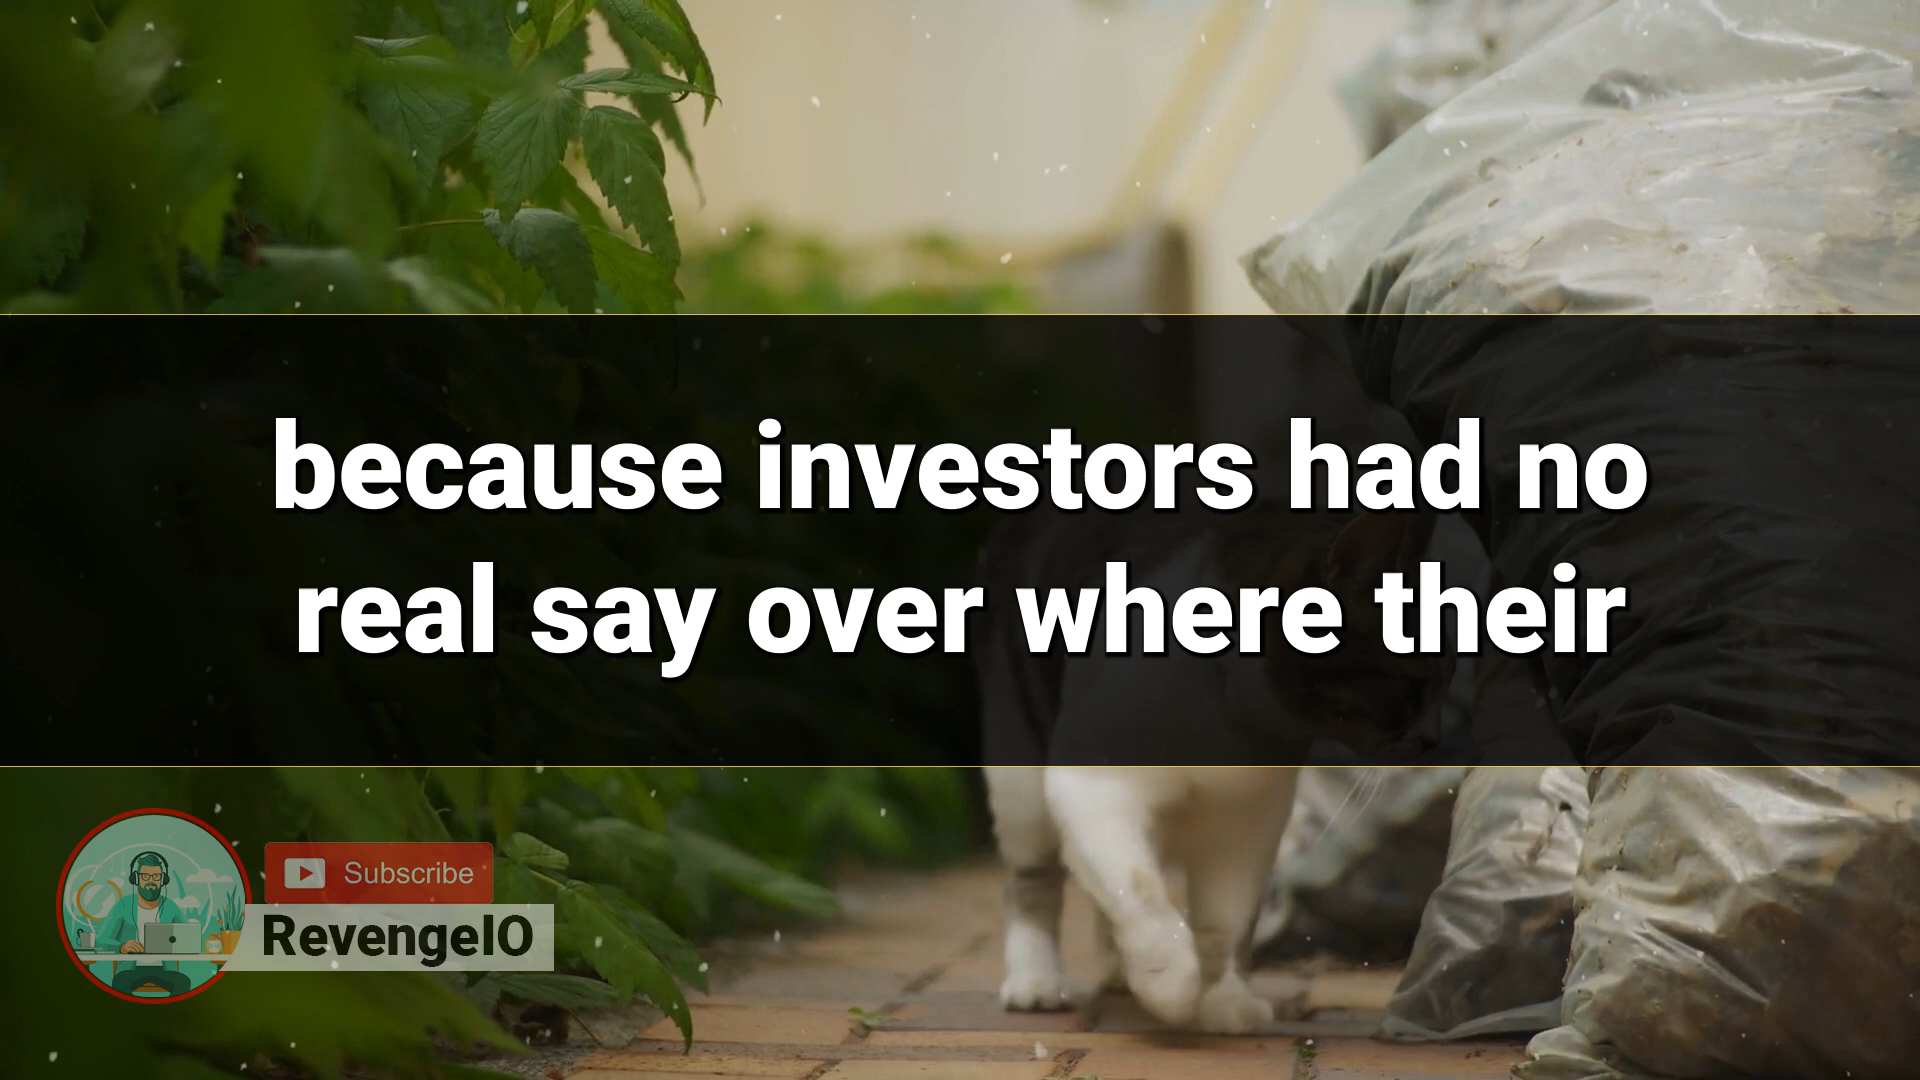 because investors had no
real say over where their
Subscribe
RevengeIO